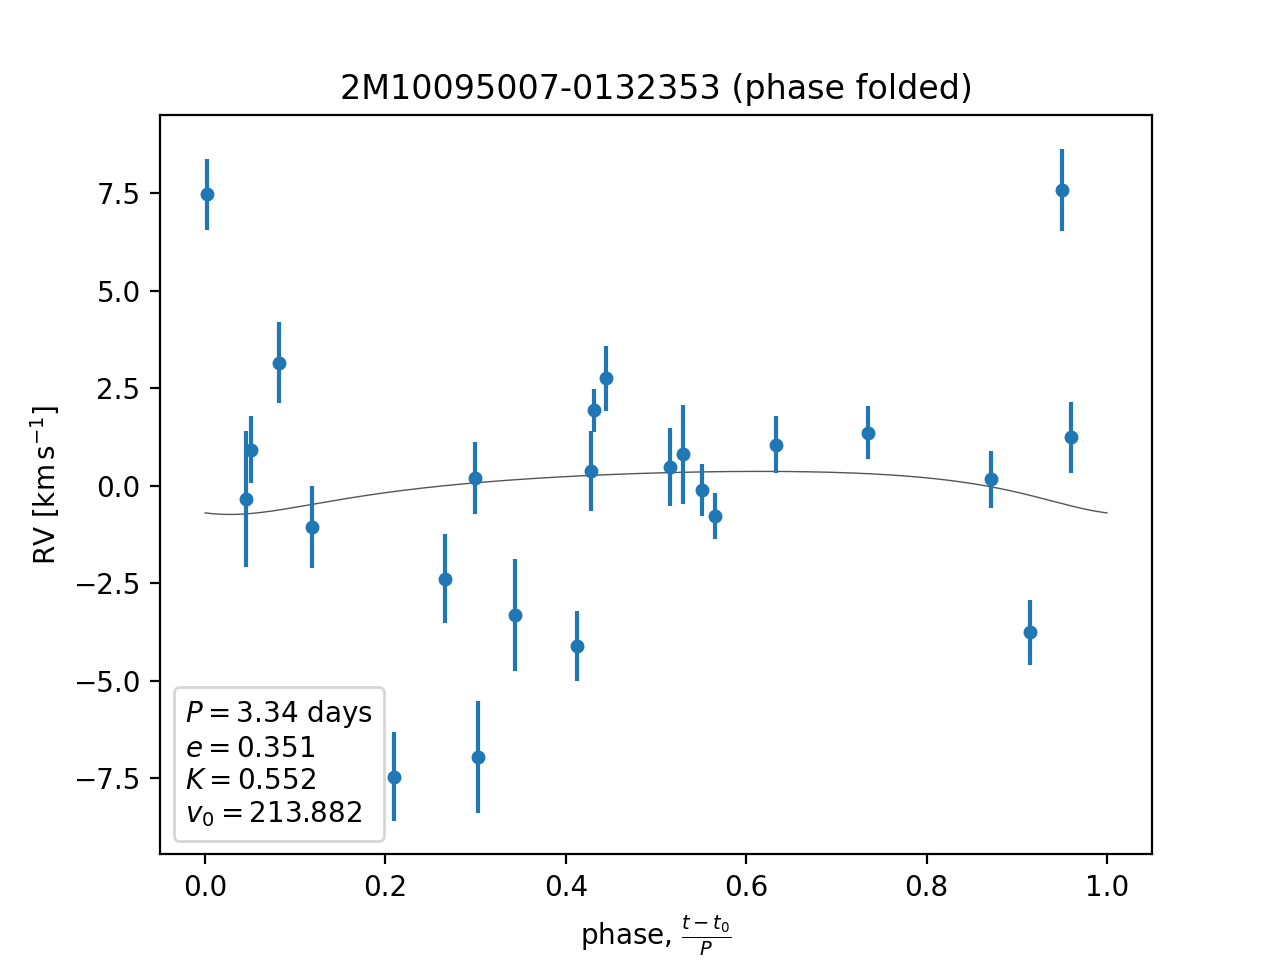 2M10095007-0132353 (phase folded)
RV [km s⁻¹]
7.5
5.0
2.5
0.0
−2.5
−5.0
−7.5
P = 3.34 days
e = 0.351
K = 0.552
v₀ = 213.882
0.0 0.2 0.4 0.6 0.8 1.0
phase, (t − t₀)/P